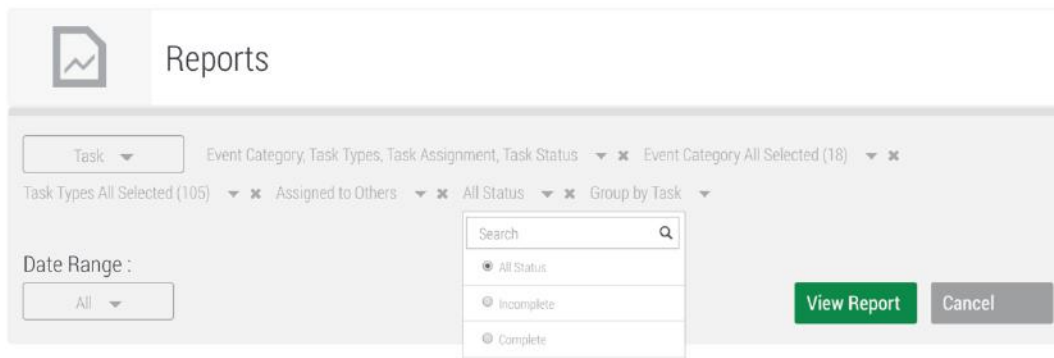 Reports
Task Event Category, Task Types, Task Assignment, Task Status Event Category All Selected (18)
Task Types All Selected (105) Assigned to Others All Status Group by Task
Search
Date Range :
All Status
All
Incomplete
View Report Cancel
Complete